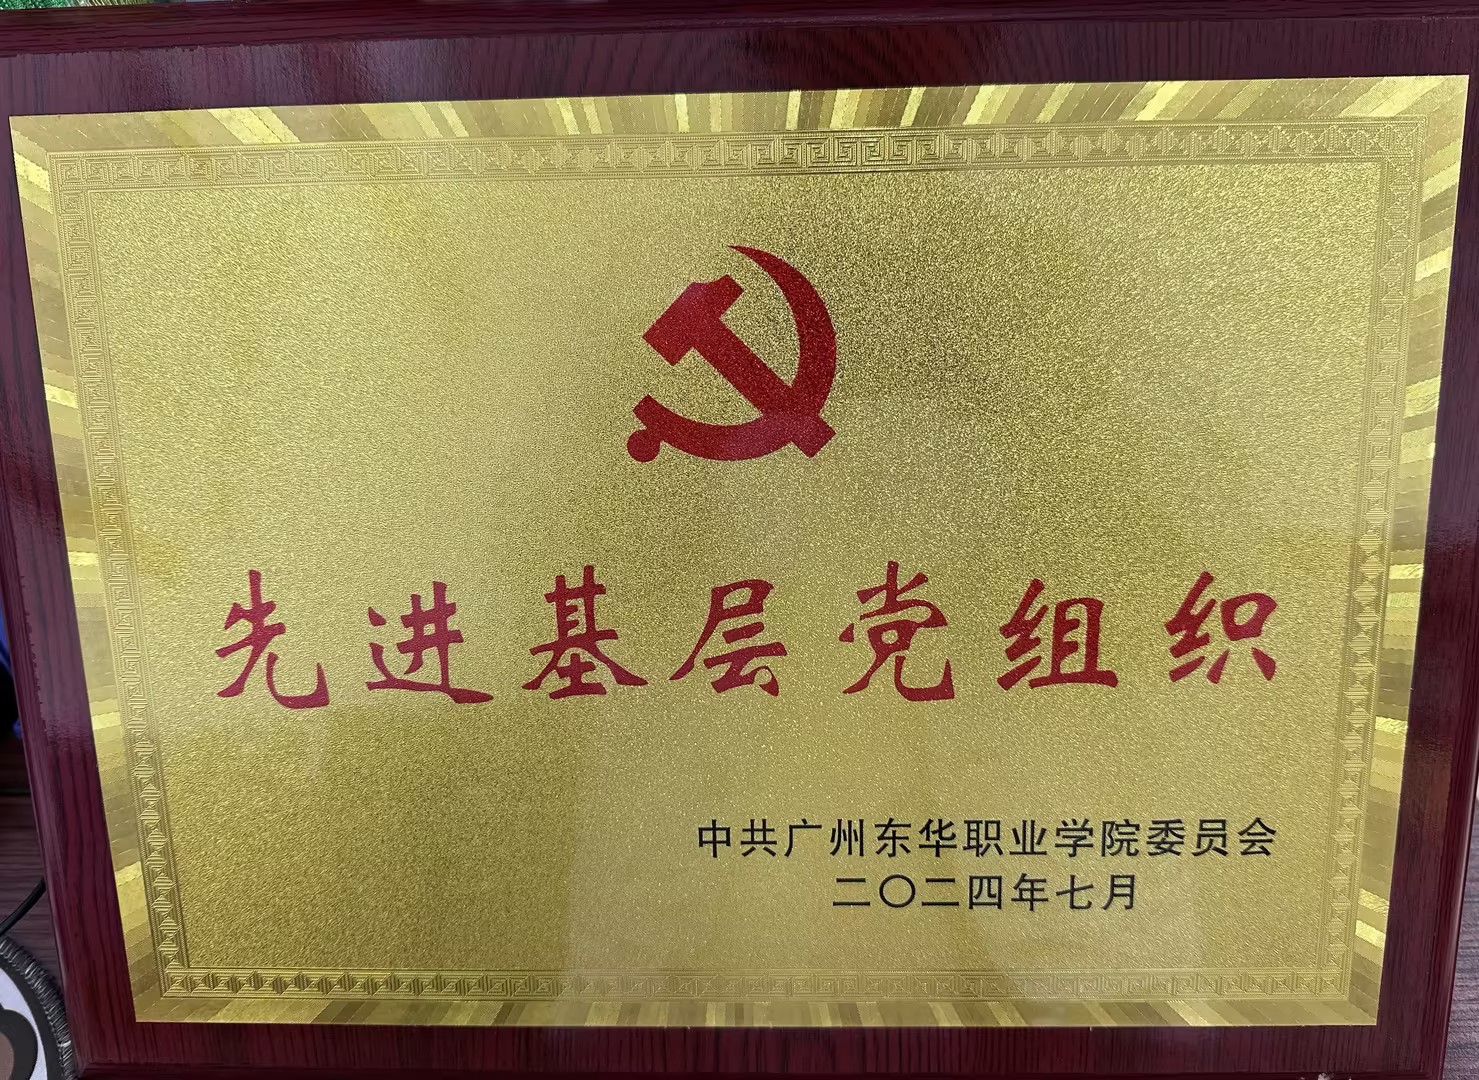 先进基层党组织
中共广州东华职业学院委员会
二〇二四年七月